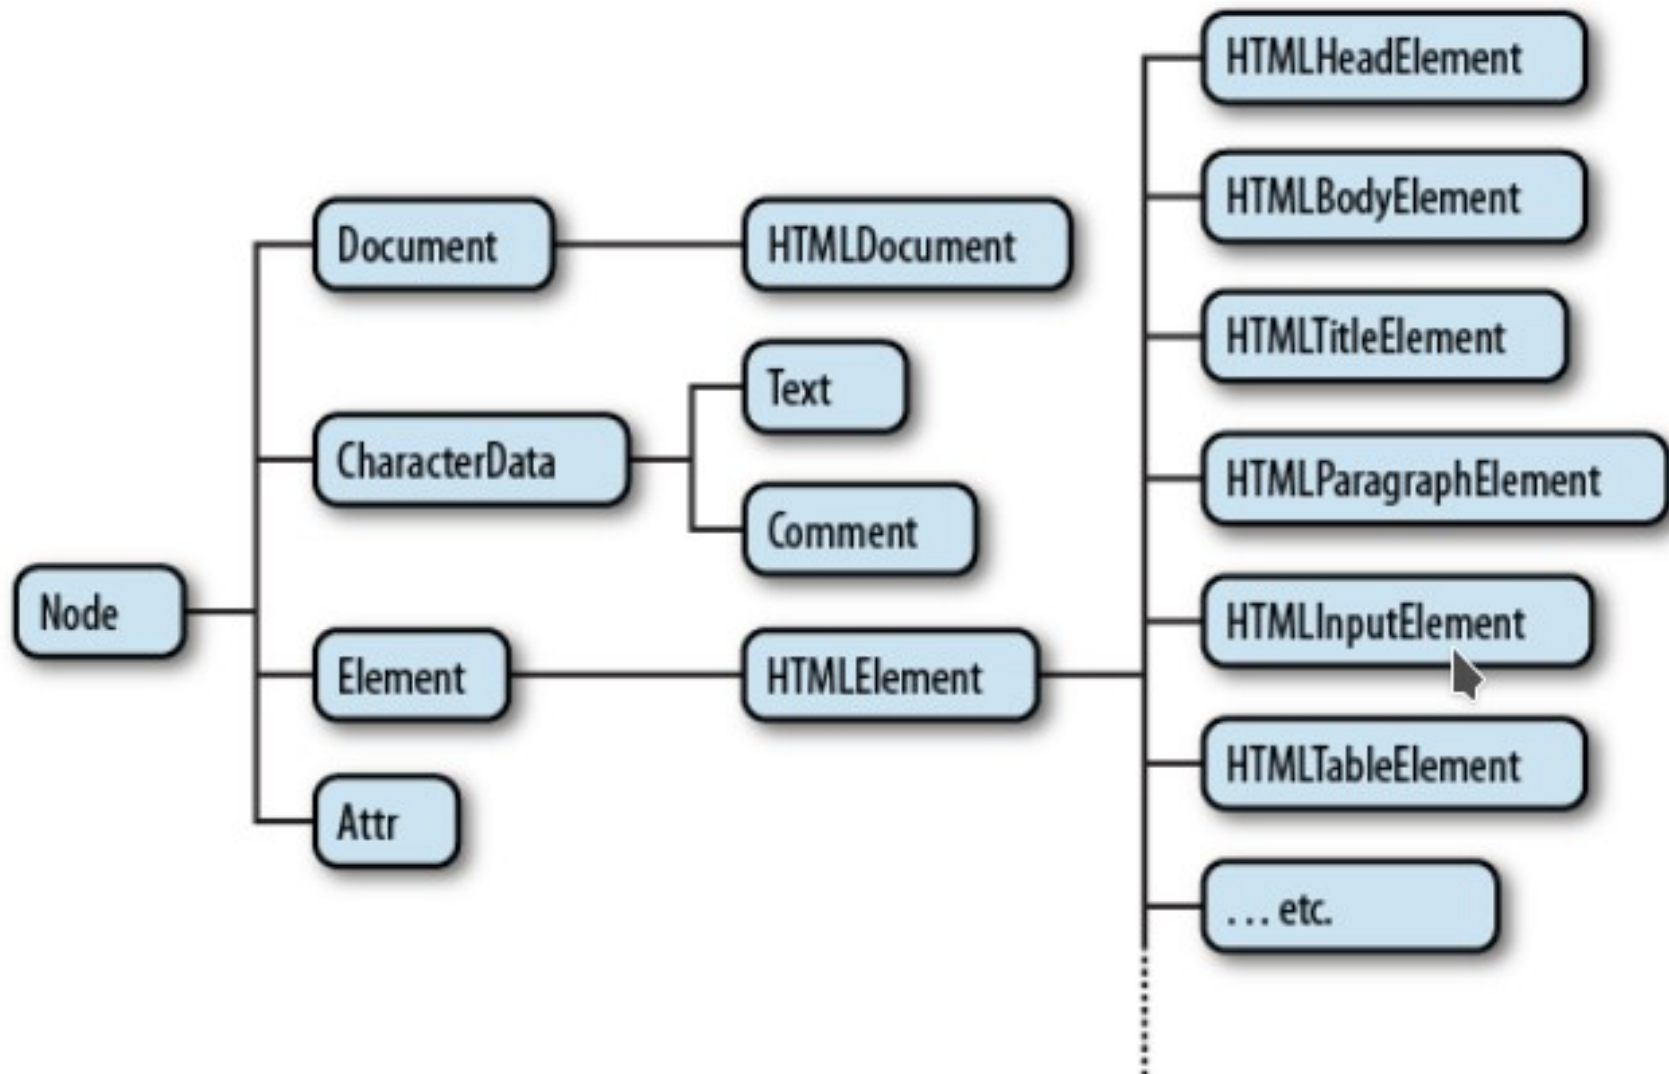 HTMLHeadElement
HTMLBodyElement
Document
HTMLDocument
HTMLTitleElement
Text
CharacterData
HTMLParagraphElement
Comment
Node
HTMLInputElement
Element
HTMLElement
HTMLTableElement
Attr
... etc.